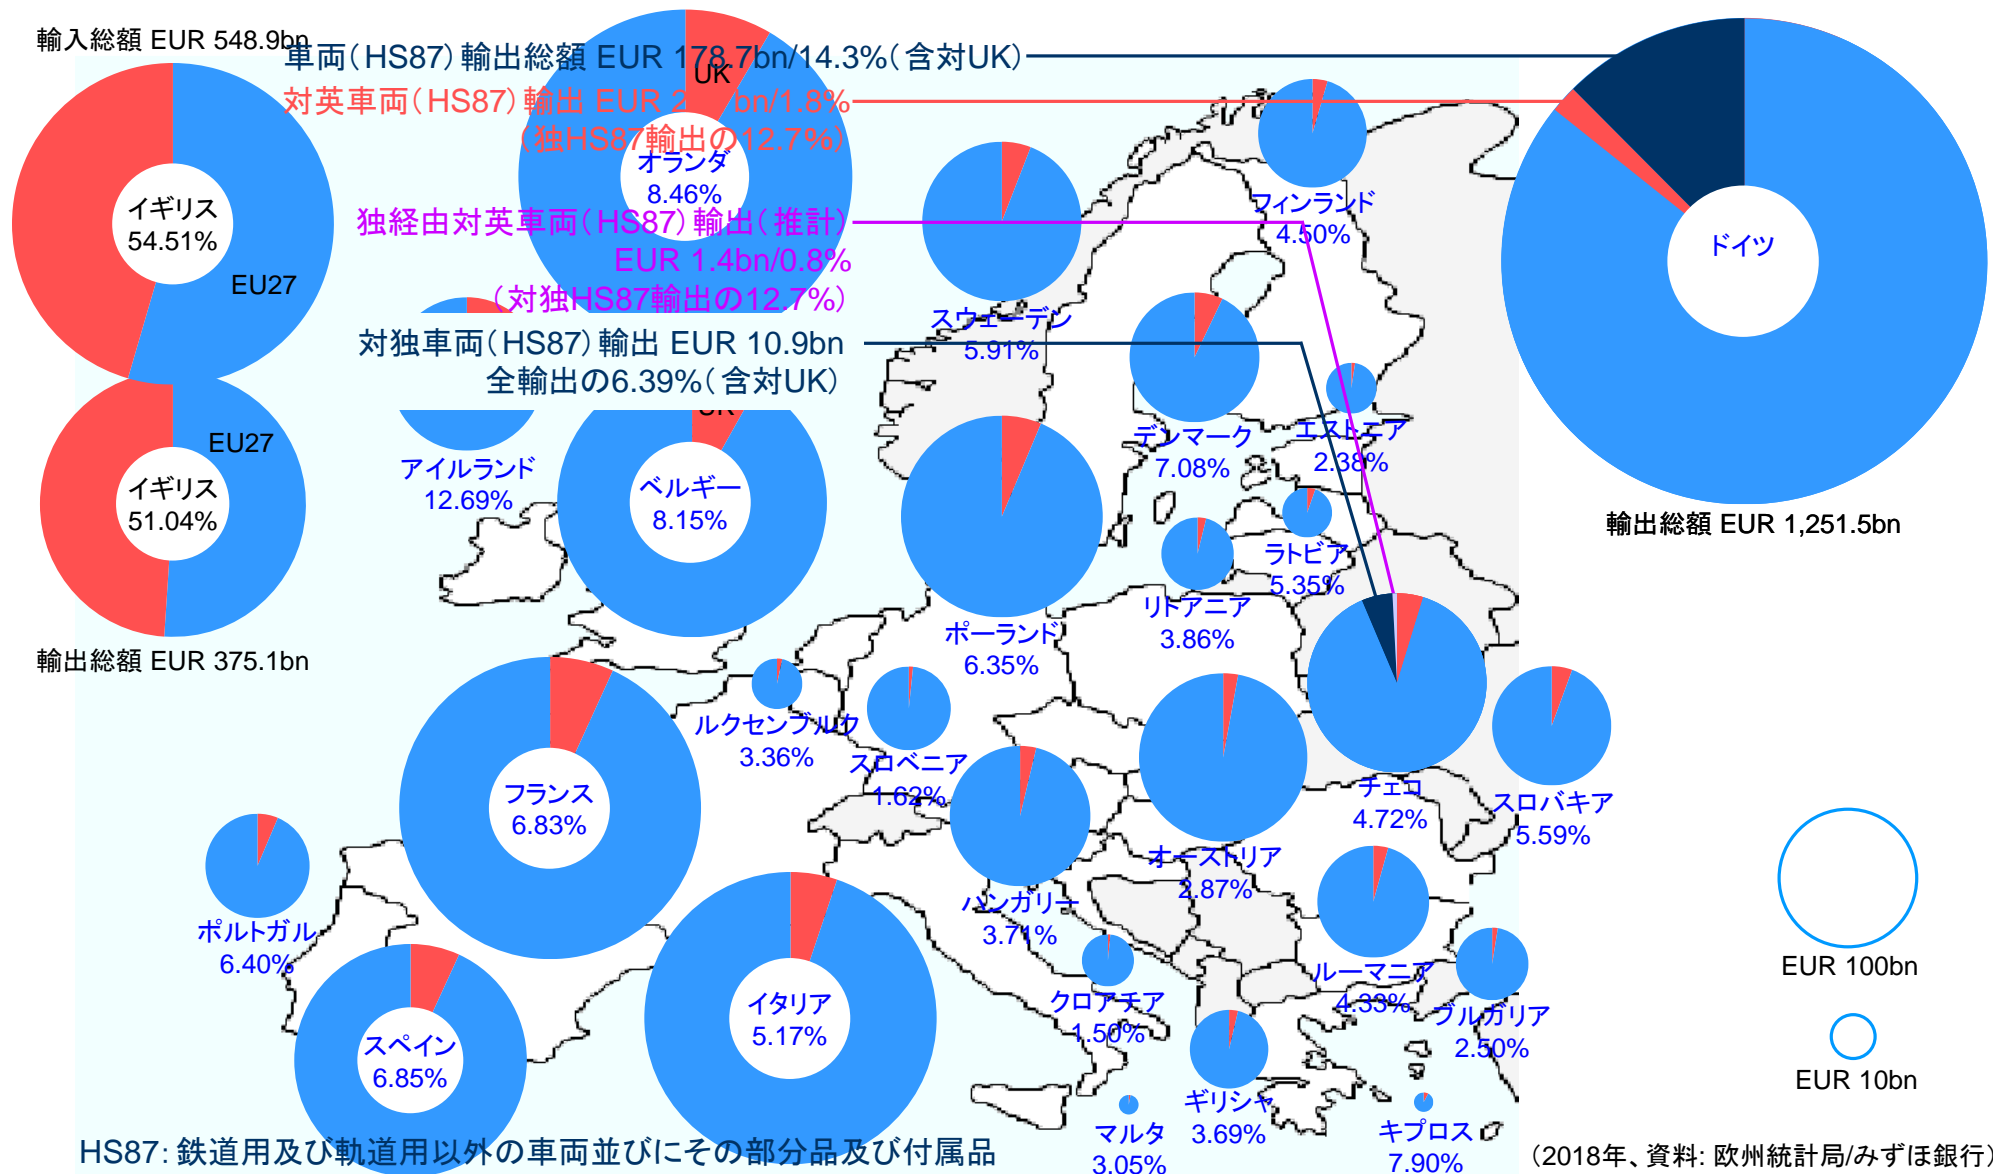 輸入総額 EUR 548.9bn
車両(HS87)輸出総額 EUR 178.7bn/14.3%(含対UK)
UK
対英車両(HS87)輸出 EUR 2 bn/1.8%
(独HS87輸出の12.7%)
オランダ
8.46%
イギリス
54.51%
EU27
独経由対英車両(HS87)輸出(推計)
EUR 1.4bn/0.8%
(対独HS87輸出の12.7%)
対独車両(HS87)輸出 EUR 10.9bn
全輸出の6.39%(含対UK)
フィンランド
4.50%
ドイツ
輸出総額 EUR 1,251.5bn
スウェーデン
5.91%
デンマーク
7.08%
エストニア
2.38%
EU27
イギリス
51.04%
輸出総額 EUR 375.1bn
アイルランド
12.69%
UK
ベルギー
8.15%
ラトビア
5.35%
リトアニア
3.86%
ポーランド
6.35%
ルクセンブルク
3.36%
スロベニア
1.62%
フランス
6.83%
チェコ
4.72%
スロバキア
5.59%
オーストリア
2.87%
ハンガリー
3.71%
ポルトガル
6.40%
ルーマニア
4.33%
ブルガリア
2.50%
クロアチア
1.50%
EUR 100bn
スペイン
6.85%
イタリア
5.17%
EUR 10bn
ギリシャ
3.69%
マルタ
3.05%
キプロス
7.90%
HS87: 鉄道用及び軌道用以外の車両並びにその部分品及び付属品
(2018年、資料: 欧州統計局/みずほ銀行)